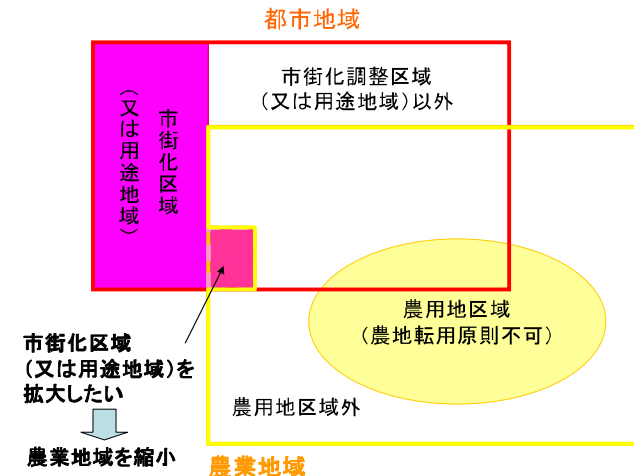 都市地域
市街化区域
（又は用途地域）
市街化調整区域
（又は用途地域）以外
農用地区域
（農地転用原則不可）
市街化区域
（又は用途地域）を
拡大したい
農用地区域外
農業地域を縮小
農業地域